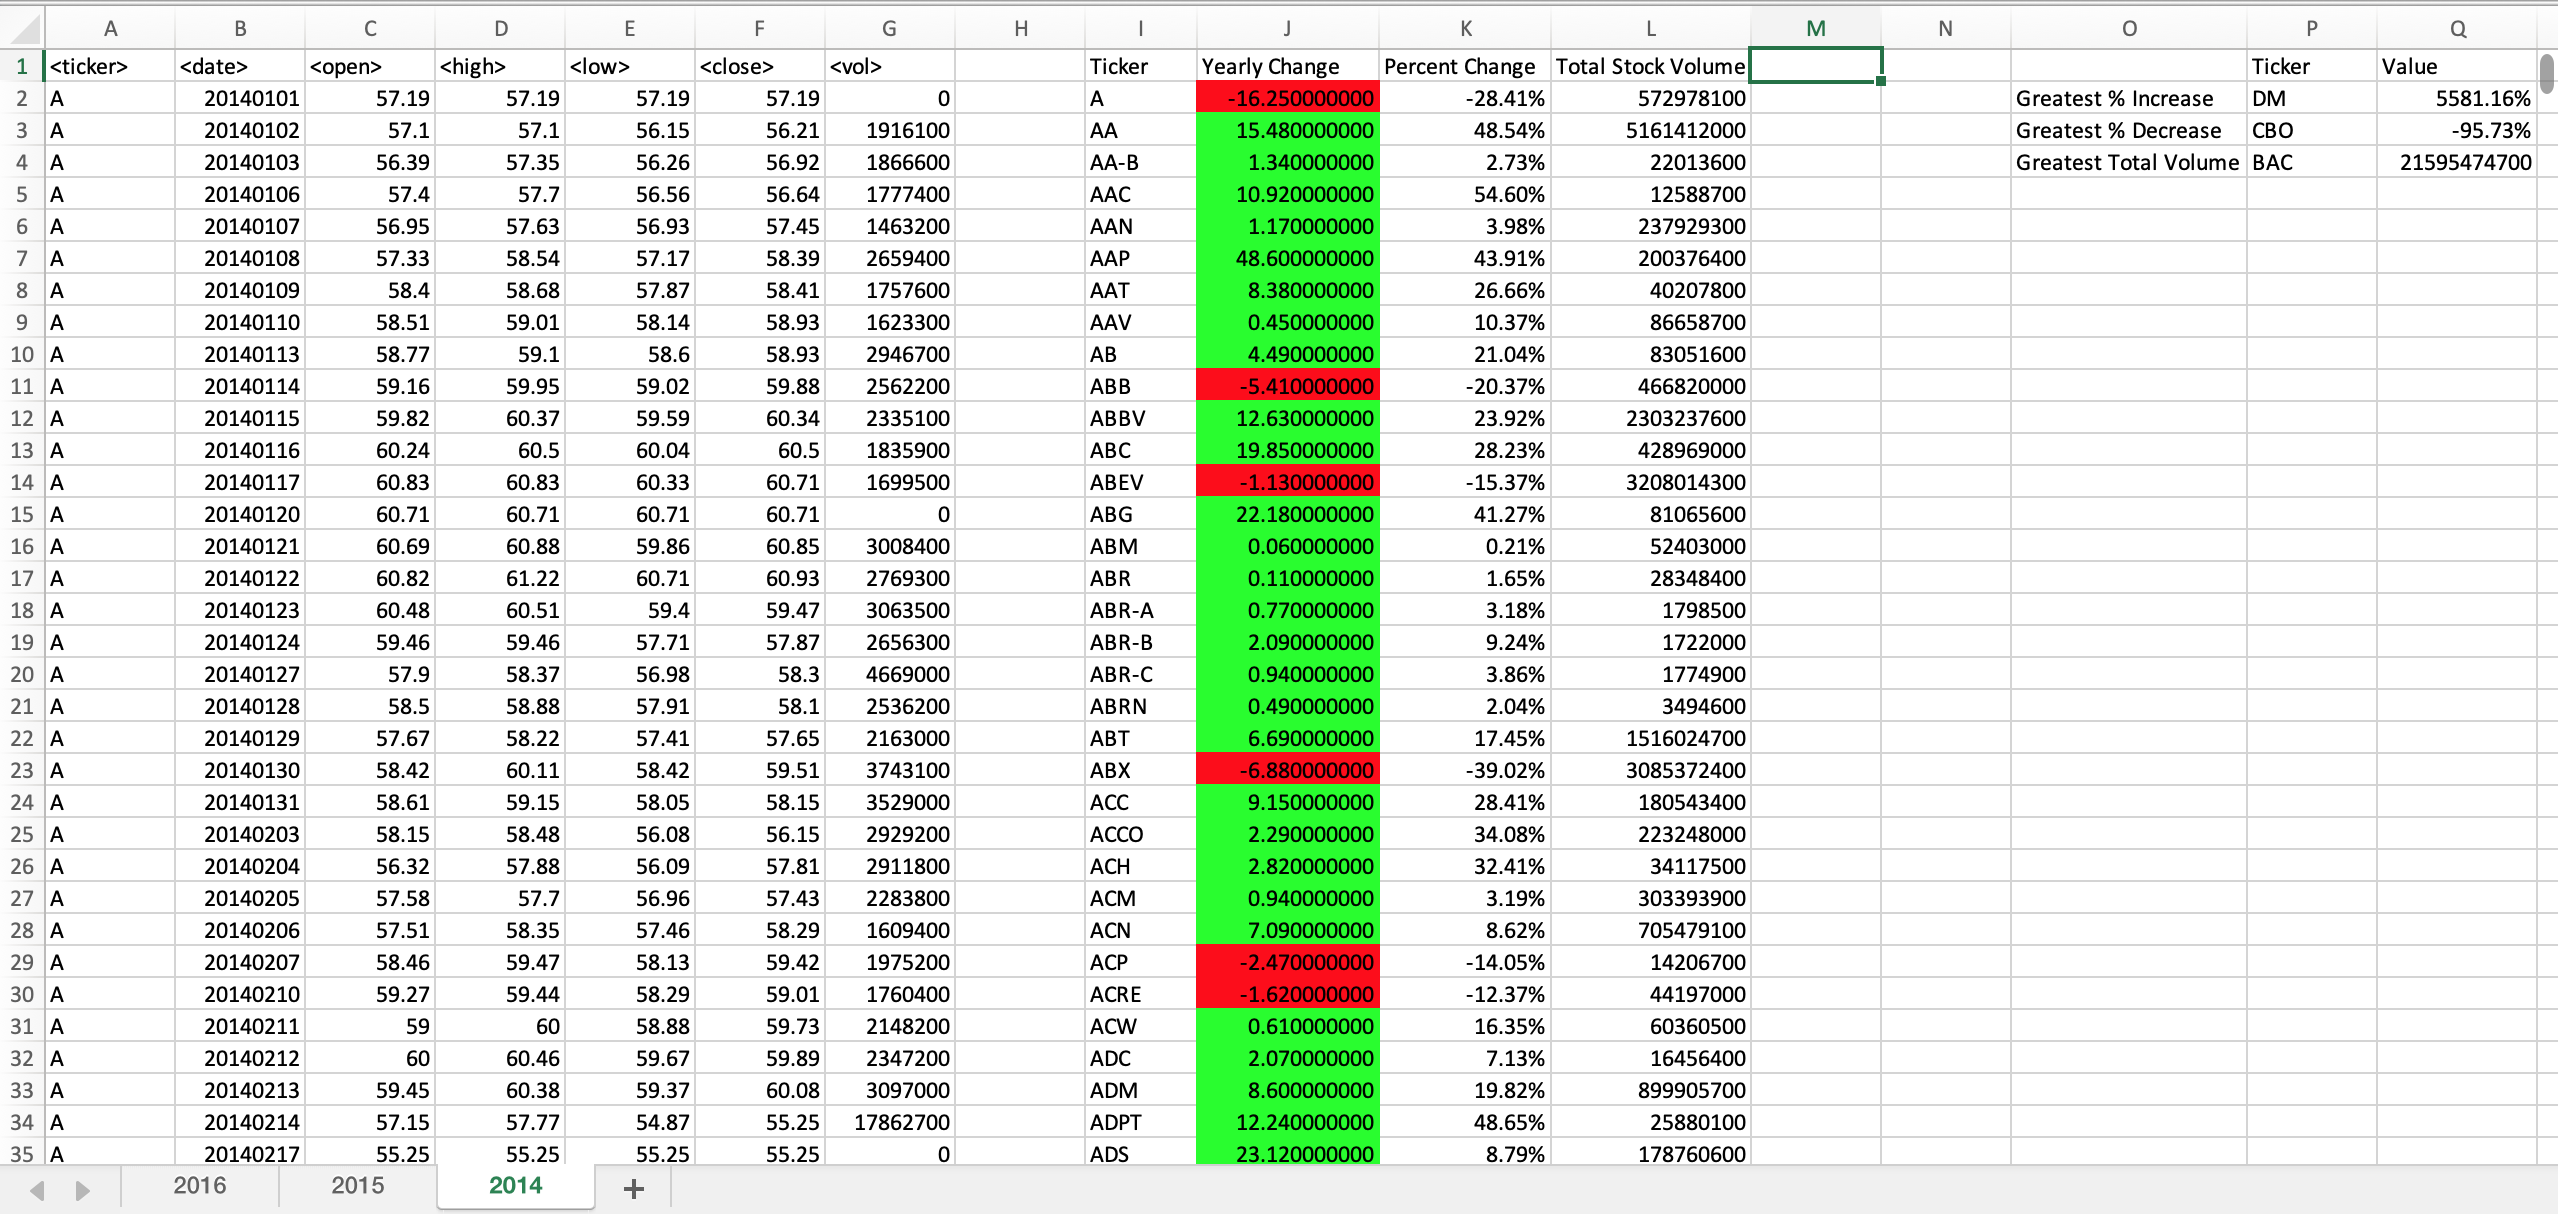 A B C D E F G H I J K L M N O P Q
1 <ticker> <date> <open> <high> <low> <close> <vol> Ticker Yearly Change Percent Change Total Stock Volume Ticker Value
2 A 20140101 57.19 57.19 57.19 57.19 0 A -16.250000000 -28.41% 572978100 Greatest % Increase DM 5581.16%
3 A 20140102 57.1 57.1 56.15 56.21 1916100 AA 15.480000000 48.54% 5161412000 Greatest % Decrease CBO -95.73%
4 A 20140103 56.39 57.35 56.26 56.92 1866600 AA-B 1.340000000 2.73% 22013600 Greatest Total Volume BAC 21595474700
5 A 20140106 57.4 57.7 56.56 56.64 1777400 AAC 10.920000000 54.60% 12588700
6 A 20140107 56.95 57.63 56.93 57.45 1463200 AAN 1.170000000 3.98% 237929300
7 A 20140108 57.33 58.54 57.17 58.39 2659400 AAP 48.600000000 43.91% 200376400
8 A 20140109 58.4 58.68 57.87 58.41 1757600 AAT 8.380000000 26.66% 40207800
9 A 20140110 58.51 59.01 58.14 58.93 1623300 AAV 0.450000000 10.37% 86658700
10 A 20140113 58.77 59.1 58.6 58.93 2946700 AB 4.490000000 21.04% 83051600
11 A 20140114 59.16 59.95 59.02 59.88 2562200 ABB -5.410000000 -20.37% 466820000
12 A 20140115 59.82 60.37 59.59 60.34 2335100 ABBV 12.630000000 23.92% 2303237600
13 A 20140116 60.24 60.5 60.04 60.5 1835900 ABC 19.850000000 28.23% 428969000
14 A 20140117 60.83 60.83 60.33 60.71 1699500 ABEV -1.130000000 -15.37% 3208014300
15 A 20140120 60.71 60.71 60.71 60.71 0 ABG 22.180000000 41.27% 81065600
16 A 20140121 60.69 60.88 59.86 60.85 3008400 ABM 0.060000000 0.21% 52403000
17 A 20140122 60.82 61.22 60.71 60.93 2769300 ABR 0.110000000 1.65% 28348400
18 A 20140123 60.48 60.51 59.4 59.47 3063500 ABR-A 0.770000000 3.18% 1798500
19 A 20140124 59.46 59.46 57.71 57.87 2656300 ABR-B 2.090000000 9.24% 1722000
20 A 20140127 57.9 58.37 56.98 58.3 4669000 ABR-C 0.940000000 3.86% 1774900
21 A 20140128 58.5 58.88 57.91 58.1 2536200 ABRN 0.490000000 2.04% 3494600
22 A 20140129 57.67 58.22 57.41 57.65 2163000 ABT 6.690000000 17.45% 1516024700
23 A 20140130 58.42 60.11 58.42 59.51 3743100 ABX -6.880000000 -39.02% 3085372400
24 A 20140131 58.61 59.15 58.05 58.15 3529000 ACC 9.150000000 28.41% 180543400
25 A 20140203 58.15 58.48 56.08 56.15 2929200 ACCO 2.290000000 34.08% 223248000
26 A 20140204 56.32 57.88 56.09 57.81 2911800 ACH 2.820000000 32.41% 34117500
27 A 20140205 57.58 57.7 56.96 57.43 2283800 ACM 0.940000000 3.19% 303393900
28 A 20140206 57.51 58.35 57.46 58.29 1609400 ACN 7.090000000 8.62% 705479100
29 A 20140207 58.46 59.47 58.13 59.42 1975200 ACP -2.470000000 -14.05% 14206700
30 A 20140210 59.27 59.44 58.29 59.01 1760400 ACRE -1.620000000 -12.37% 44197000
31 A 20140211 59 60 58.88 59.73 2148200 ACW 0.610000000 16.35% 60360500
32 A 20140212 60 60.46 59.67 59.89 2347200 ADC 2.070000000 7.13% 16456400
33 A 20140213 59.45 60.38 59.37 60.08 3097000 ADM 8.600000000 19.82% 899905700
34 A 20140214 57.15 57.77 54.87 55.25 17862700 ADPT 12.240000000 48.65% 25880100
35 A 20140217 55.25 55.25 55.25 55.25 0 ADS 23.120000000 8.79% 178760600
2016 2015 2014 +